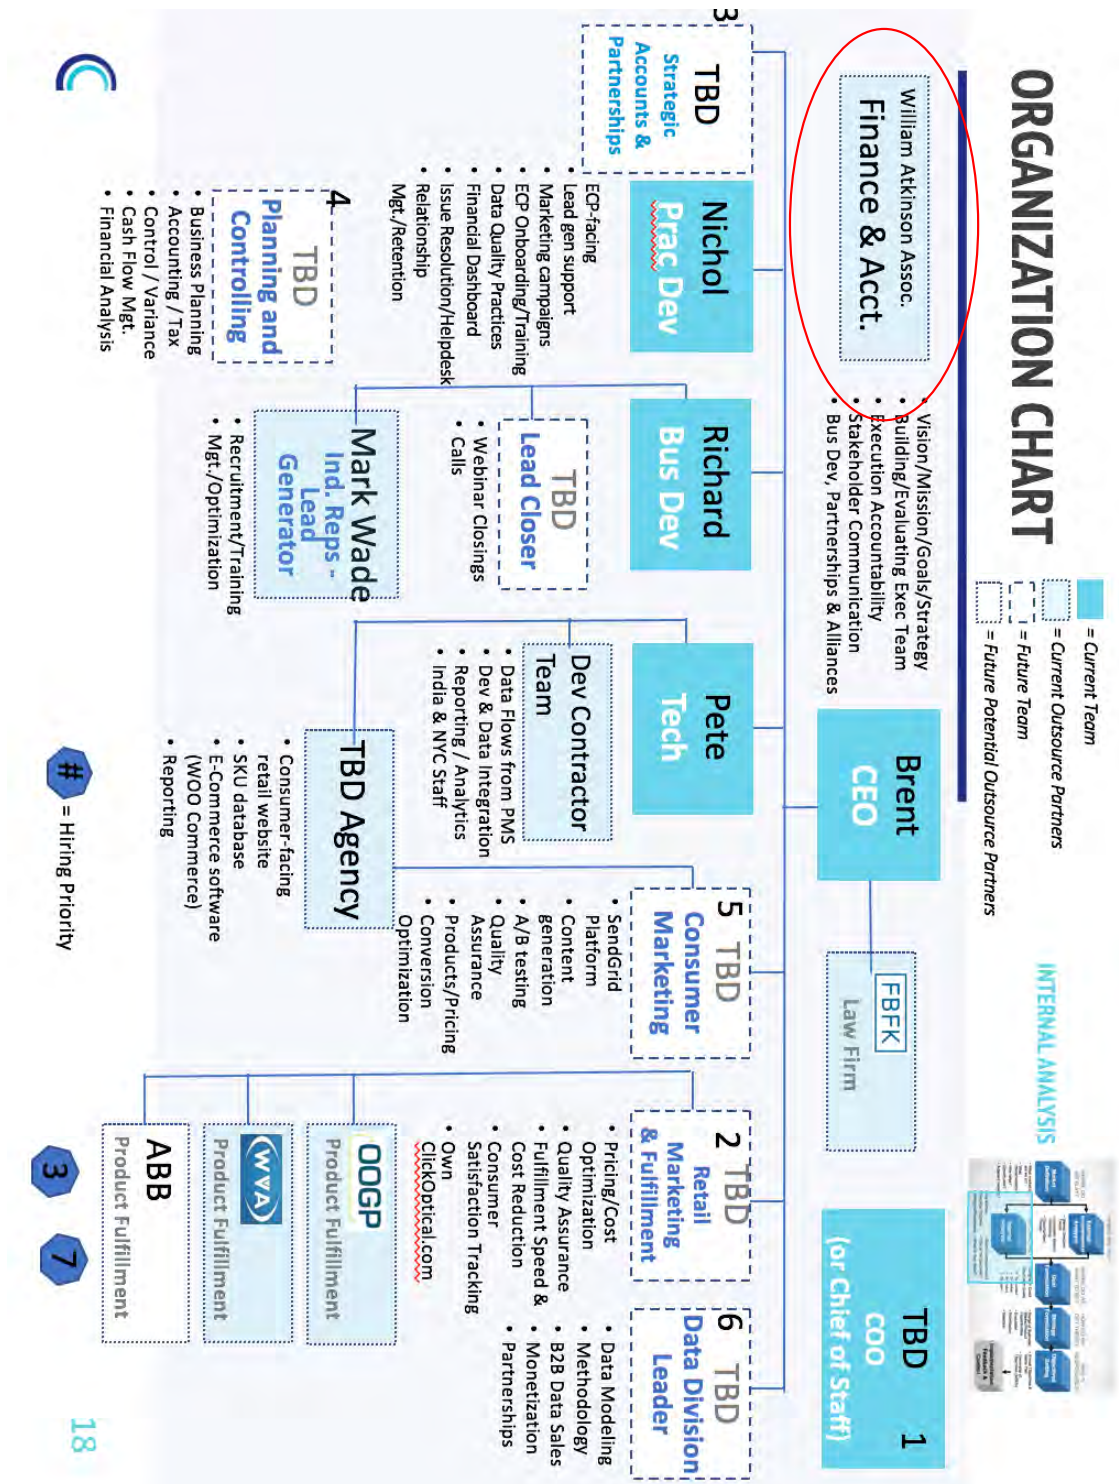 ORGANIZATION CHART
= Current Team
= Current Outsource Partners
= Future Team
= Future Potential Outsource Partners
INTERNAL ANALYSIS
William Atkinson Assoc.
Finance & Acct.
• Vision/Mission/Goals/Strategy
• Building/Evaluating Exec Team
• Execution Accountability
• Stakeholder Communication
• Bus Dev, Partnerships & Alliances
Brent
CEO
FBFK
Law Firm
TBD
1
COO
(or Chief of Staff)
3
TBD
Strategic
Accounts &
Partnerships
Nichol
Prac Dev
ECP-facing
• Lead gen support
• Marketing campaigns
• ECP Onboarding/Training
• Data Quality Practices
• Financial Dashboard
• Issue Resolution/Helpdesk
• Relationship
Mgt./Retention
4
TBD
Planning and
Controlling
• Business Planning
• Accounting / Tax
• Control / Variance
• Cash Flow Mgt.
• Financial Analysis
Richard
Bus Dev
TBD
Lead Closer
• Webinar Closings
• Calls
Mark Wade
Ind. Reps -
Lead
Generator
• Recruitment/Training
• Mgt./Optimization
Pete
Tech
Dev Contractor
Team
• Data Flows from PMS
• Dev & Data Integration
• Reporting / Analytics
• India & NYC Staff
TBD Agency
• Consumer-facing
retail website
• SKU database
• E-Commerce software
(WOO Commerce)
• Reporting
5 TBD
Consumer
Marketing
• SendGrid
Platform
• Content
generation
• A/B testing
• Quality
Assurance
• Products/Pricing
• Conversion
Optimization
2 TBD
Retail
Marketing
& Fulfillment
• Pricing/Cost
Optimization
• Quality Assurance
• Fulfillment Speed &
Cost Reduction
• Consumer
Satisfaction Tracking
• Own
ClickOptical.com
OOGP
Product Fulfillment
WVA
Product Fulfillment
ABB
Product Fulfillment
6 TBD
Data Division
Leader
• Data Modeling
• Methodology
• B2B Data Sales
• Monetization
• Partnerships
# = Hiring Priority
3
7
18